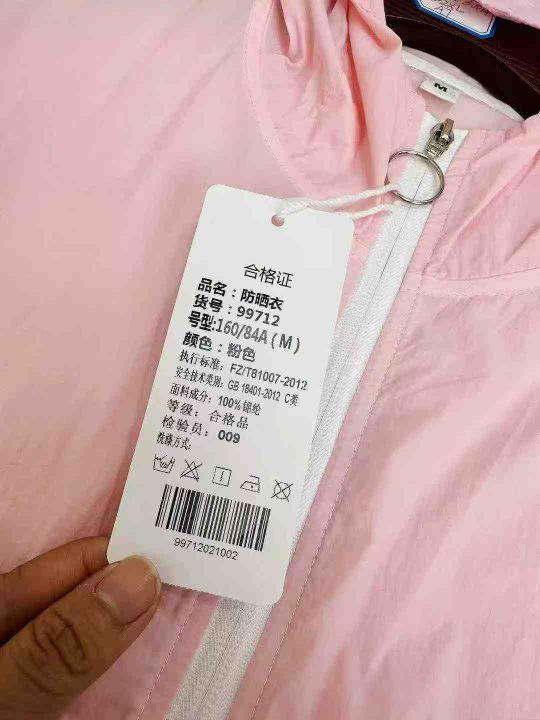 M
合格证
品名：防晒衣
货号：99712
号型:160/84A(M)
颜色：粉色
执行标准：FZ/T81007-2012
安全技术类别：GB 18401-2012 C类
面料成分：100%锦纶
等级：合格品
检验员：009
洗涤方式：
99712021002